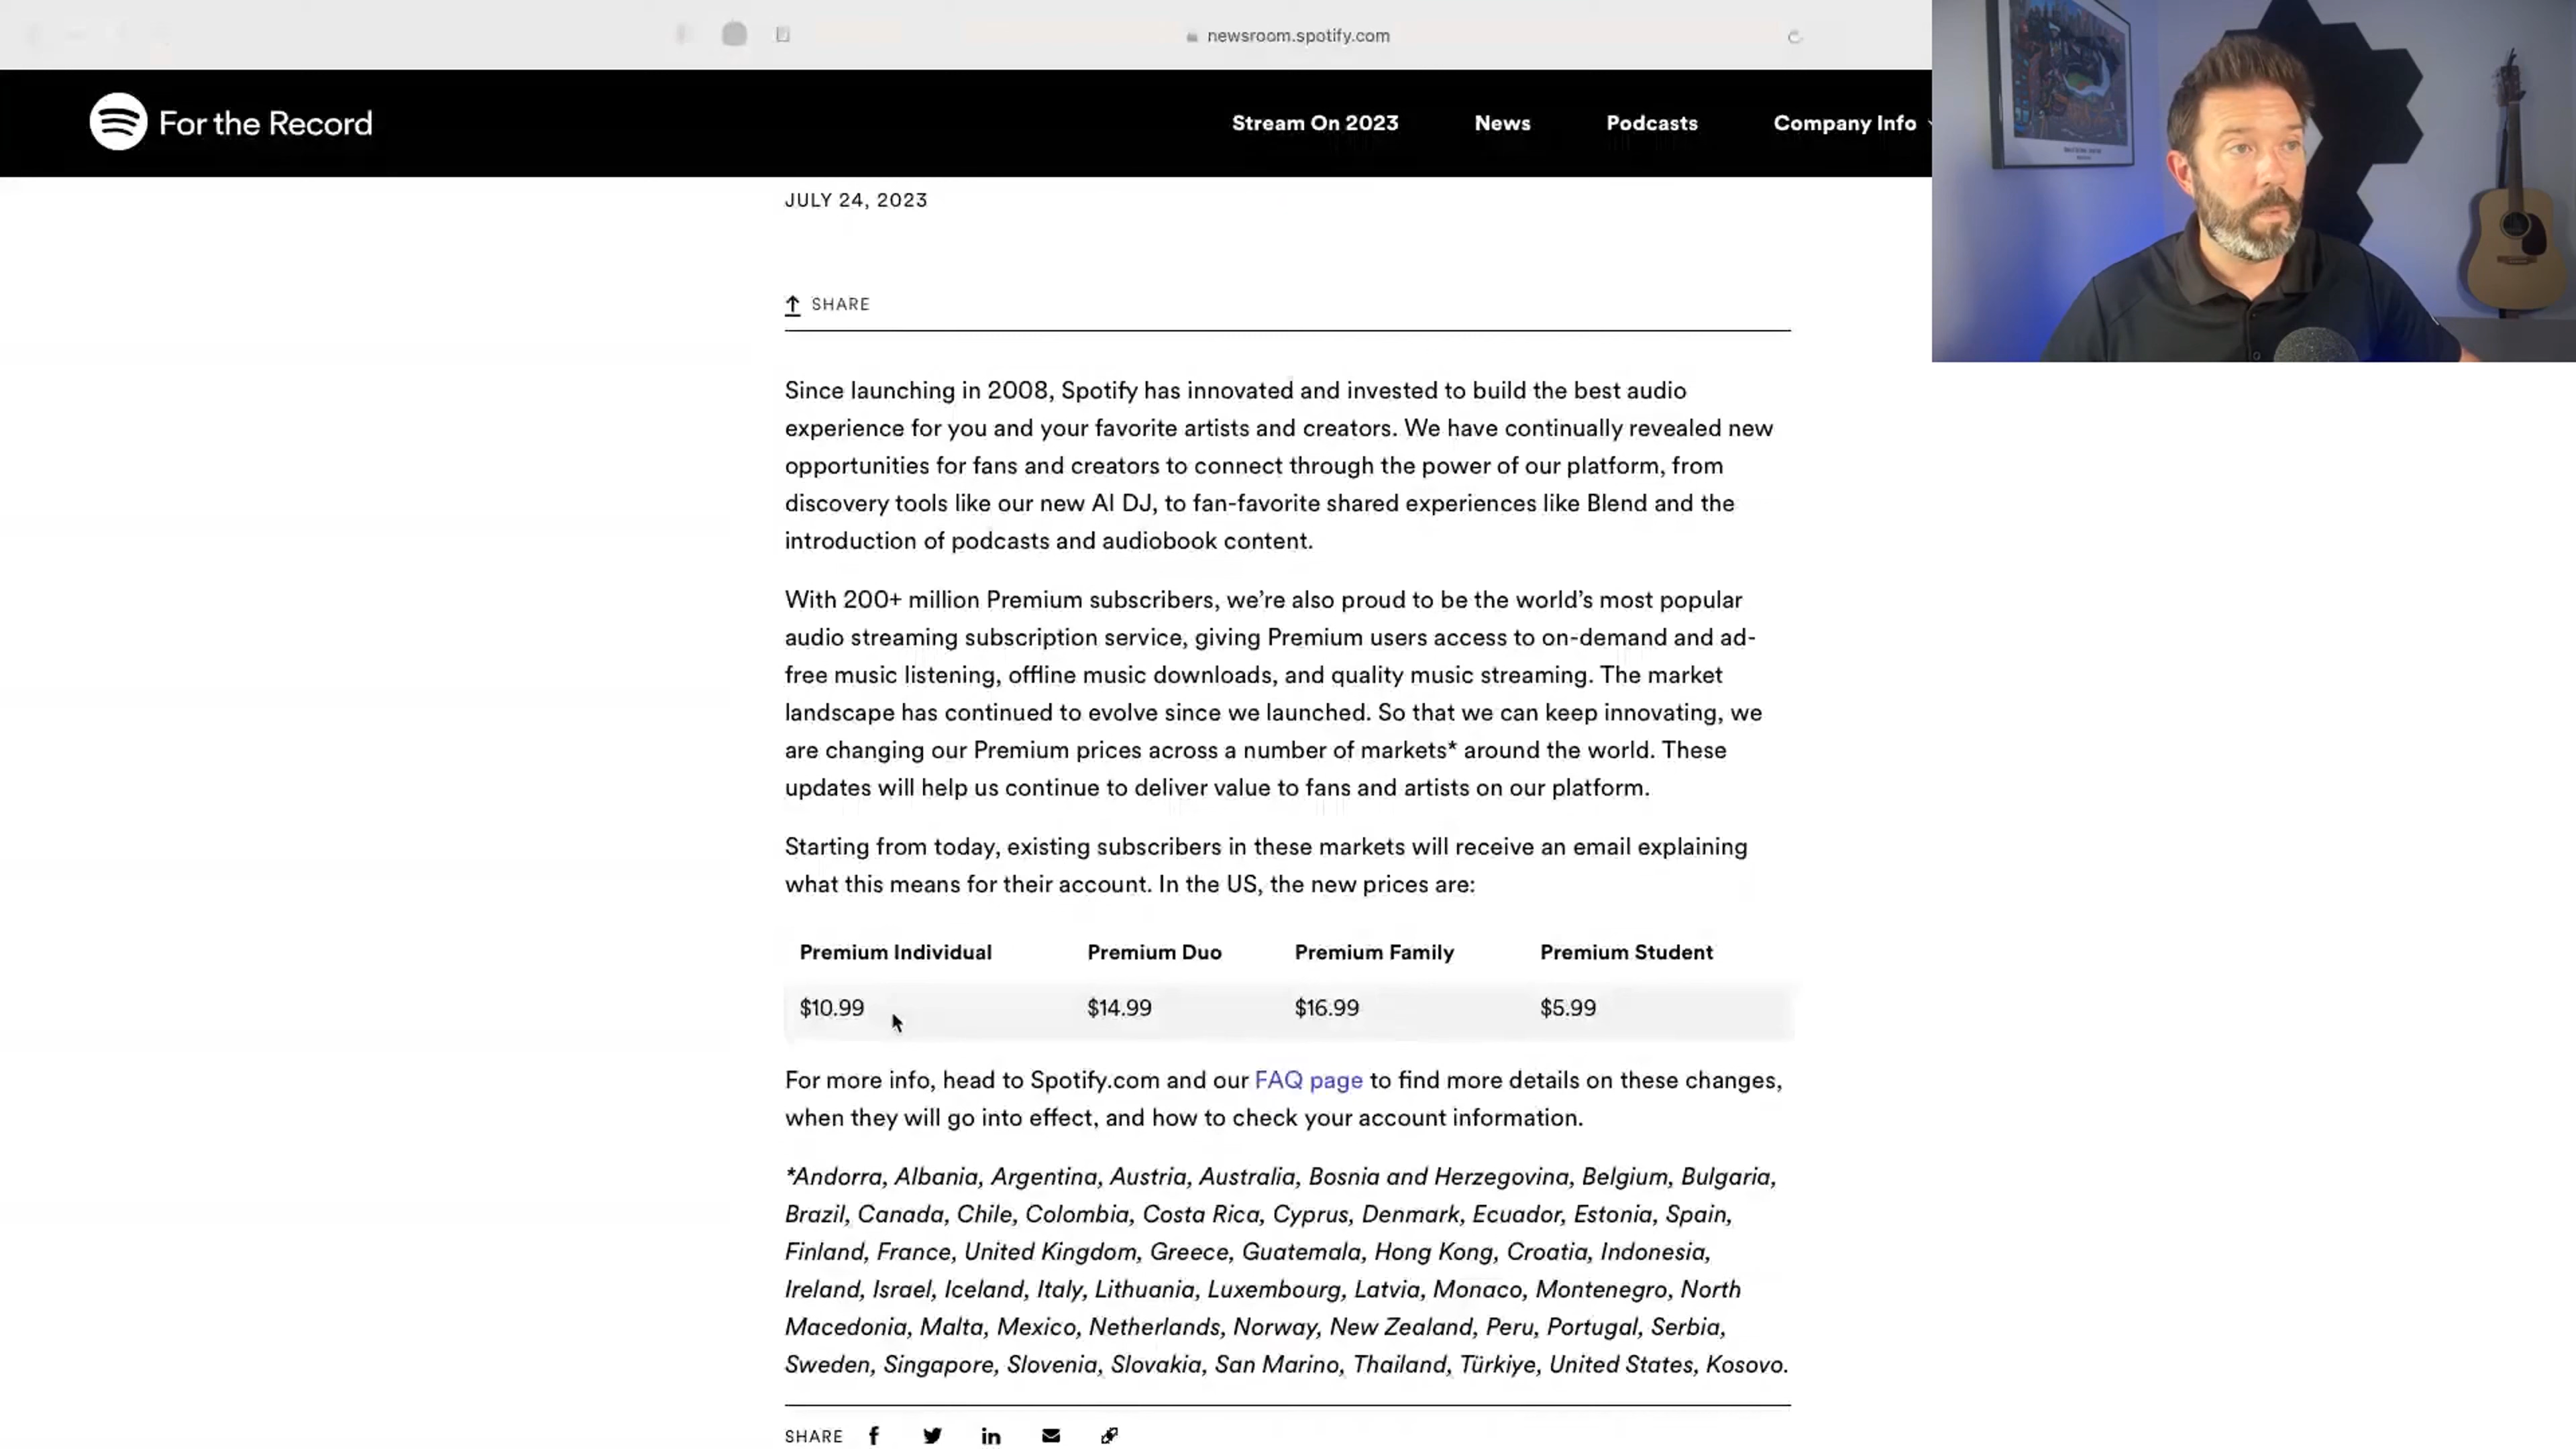 newsroom.spotify.com
For the Record
Stream On 2023
News
Podcasts
Company Info
JULY 24, 2023
SHARE
Since launching in 2008, Spotify has innovated and invested to build the best audio
experience for you and your favorite artists and creators. We have continually revealed new
opportunities for fans and creators to connect through the power of our platform, from
discovery tools like our new AI DJ, to fan-favorite shared experiences like Blend and the
introduction of podcasts and audiobook content.
With 200+ million Premium subscribers, we’re also proud to be the world’s most popular
audio streaming subscription service, giving Premium users access to on-demand and ad-
free music listening, offline music downloads, and quality music streaming. The market
landscape has continued to evolve since we launched. So that we can keep innovating, we
are changing our Premium prices across a number of markets* around the world. These
updates will help us continue to deliver value to fans and artists on our platform.
Starting from today, existing subscribers in these markets will receive an email explaining
what this means for their account. In the US, the new prices are:
Premium Individual Premium Duo Premium Family Premium Student
$10.99 $14.99 $16.99 $5.99
For more info, head to Spotify.com and our FAQ page to find more details on these changes,
when they will go into effect, and how to check your account information.
*Andorra, Albania, Argentina, Austria, Australia, Bosnia and Herzegovina, Belgium, Bulgaria,
Brazil, Canada, Chile, Colombia, Costa Rica, Cyprus, Denmark, Ecuador, Estonia, Spain,
Finland, France, United Kingdom, Greece, Guatemala, Hong Kong, Croatia, Indonesia,
Ireland, Israel, Iceland, Italy, Lithuania, Luxembourg, Latvia, Monaco, Montenegro, North
Macedonia, Malta, Mexico, Netherlands, Norway, New Zealand, Peru, Portugal, Serbia,
Sweden, Singapore, Slovenia, Slovakia, San Marino, Thailand, Türkiye, United States, Kosovo.
SHARE